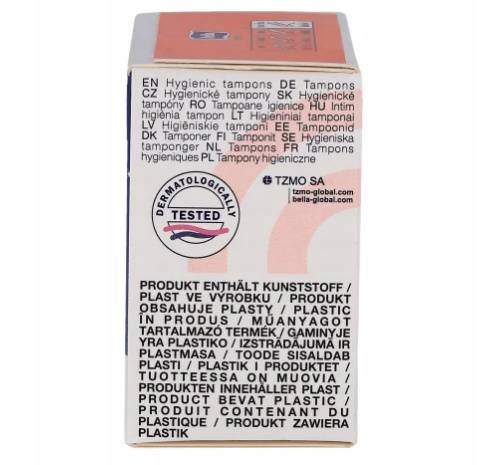 EN Hygienic tampons DE Tampons
CZ Hygienické tampony SK Hygienické
tampóny RO Tampoane igienice HU Intim
higiénia tampon LT Higieniniai tamponai
LV Higiēniskie tamponi EE Tampoonid
DK Tamponer FI Tamponit SE Hygieniska
tamponger NL Tampons FR Tampons
hygieniques PL Tampony higieniczne
TZMO SA
tzmo-global.com
bella-global.com
DERMATOLOGICALLY
TESTED
PRODUKT ENTHÄLT KUNSTSTOFF /
PLAST VE VÝROBKU / PRODUKT
OBSAHUJE PLASTY / PLASTIC
ÎN PRODUS / MŰANYAGOT
TARTALMAZÓ TERMÉK / GAMINYJE
YRA PLASTIKO / IZSTRĀDĀJUMĀ IR
PLASTMASA / TOODE SISALDAB
PLASTI / PLASTIK I PRODUKTET /
TUOTTEESSA ON MUOVIA /
PRODUKTEN INNEHÅLLER PLAST /
PRODUCT BEVAT PLASTIC /
PRODUIT CONTENANT DU
PLASTIQUE / PRODUKT ZAWIERA
PLASTIK